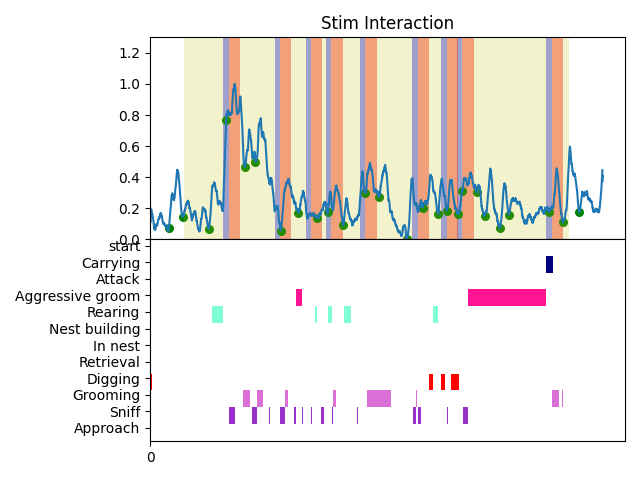 Stim Interaction
1.2
1.0
0.8
0.6
0.4
0.2
0.0
start
Carrying
Attack
Aggressive groom
Rearing
Nest building
In nest
Retrieval
Digging
Grooming
Sniff
Approach
0